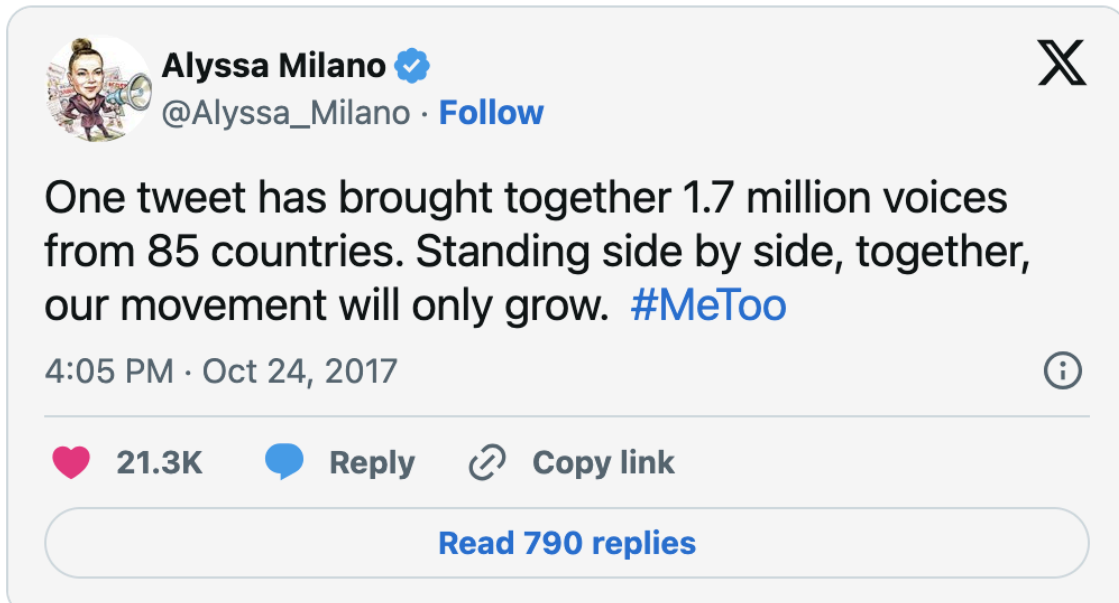 Alyssa Milano
@Alyssa_Milano · Follow
One tweet has brought together 1.7 million voices
from 85 countries. Standing side by side, together,
our movement will only grow. #MeToo
4:05 PM · Oct 24, 2017
21.3K Reply Copy link
Read 790 replies